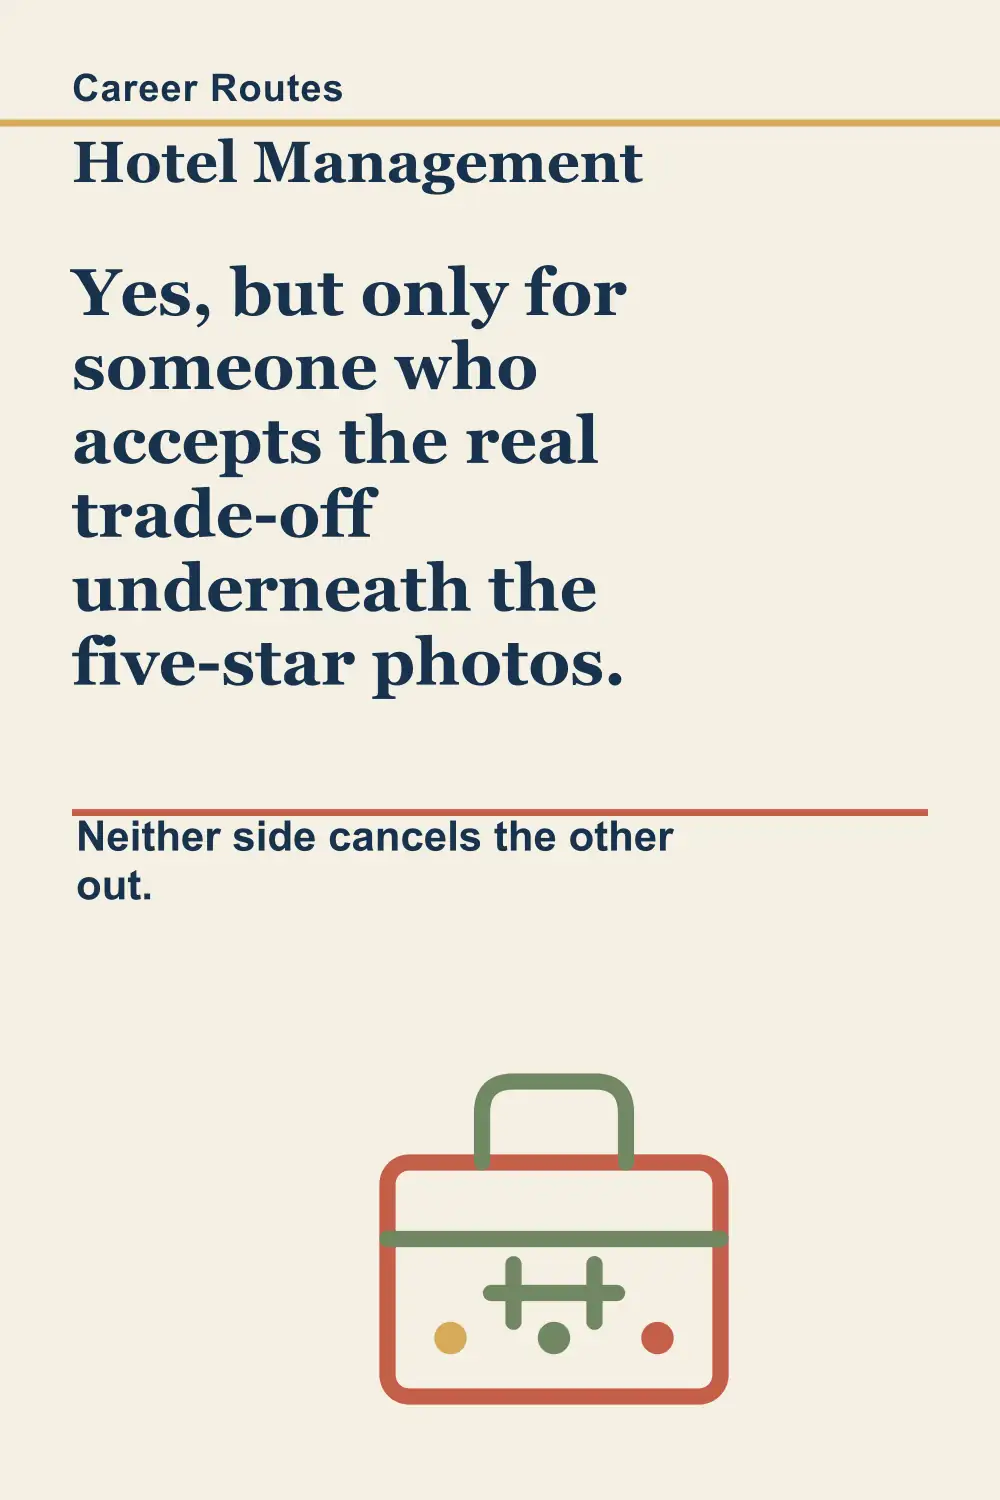 Career Routes
Hotel Management
Yes, but only for
someone who
accepts the real
trade-off
underneath the
five-star photos.
Neither side cancels the other
out.